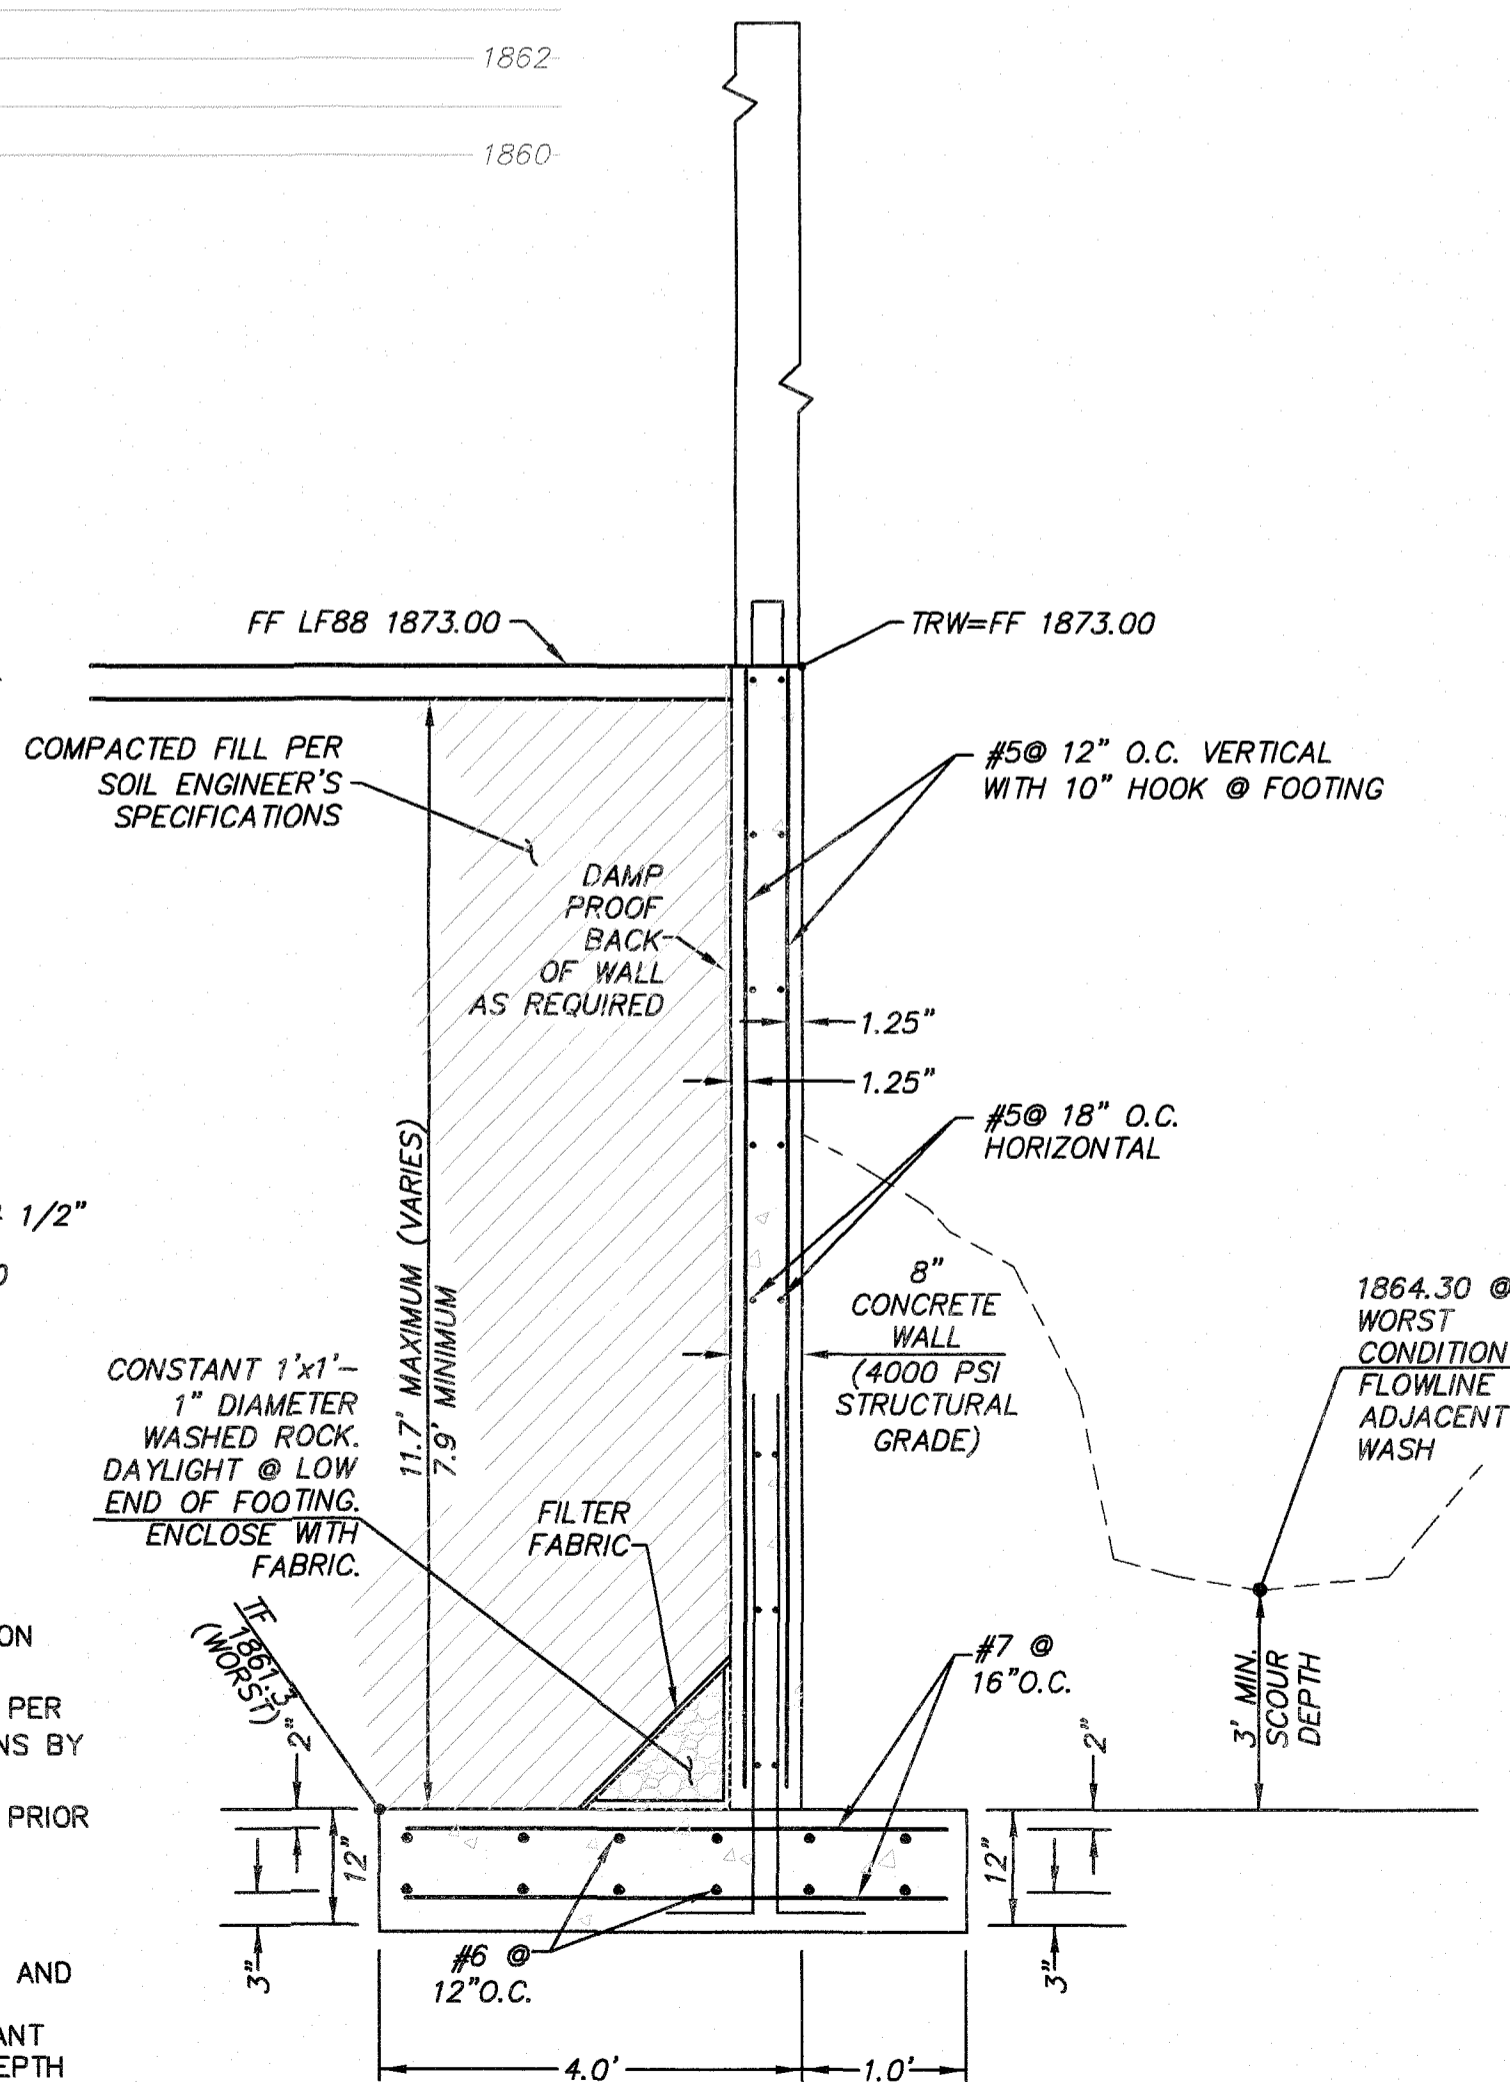 1862
1860
FF LF88 1873.00
TRW=FF 1873.00
COMPACTED FILL PER
SOIL ENGINEER'S
SPECIFICATIONS
#5@ 12" O.C. VERTICAL
WITH 10" HOOK @ FOOTING
DAMP
PROOF
BACK
OF WALL
AS REQUIRED
1.25"
1.25"
#5@ 18" O.C.
HORIZONTAL
11.7' MAXIMUM (VARIES)
7.9' MINIMUM
1/2"
8"
CONCRETE
WALL
(4000 PSI
STRUCTURAL
GRADE)
1864.30 @
WORST
CONDITION
FLOWLINE
ADJACENT
WASH
CONSTANT 1'x1'-
1" DIAMETER
WASHED ROCK.
DAYLIGHT @ LOW
END OF FOOTING.
ENCLOSE WITH
FABRIC.
FILTER
FABRIC
TF
1861.3
(WORST)
ON
PER
NS BY
PRIOR
AND
ANT
EPTH
#7 @
16"O.C.
3' MIN.
SCOUR
DEPTH
2"
12"
3"
2"
12"
3"
#6 @
12"O.C.
4.0'
1.0'